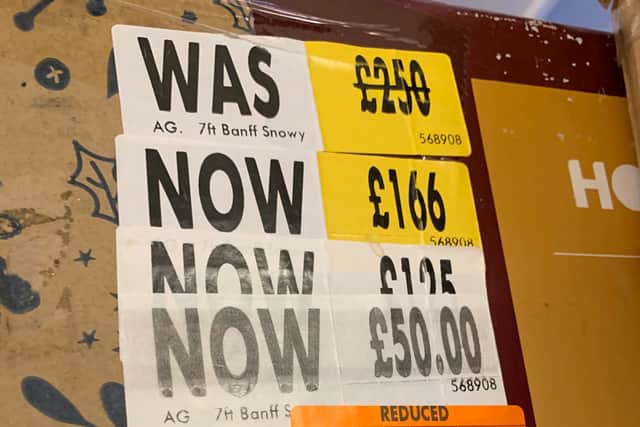 WAS £250
AG. 7ft Banff Snowy 568908
NOW £166
568908
NOW £125
NOW £50.00
568908
AG 7ft Banff S
REDUCED
HO